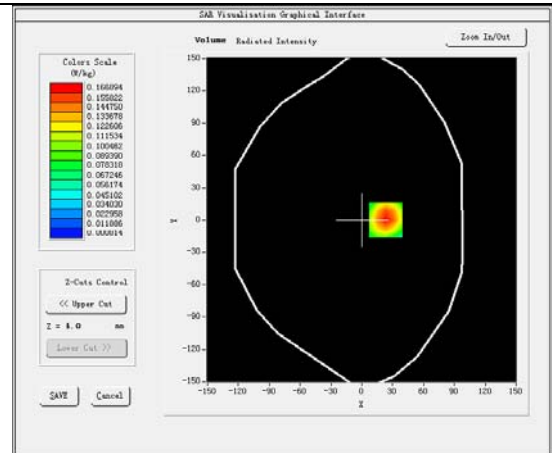 SAR Visualisation Graphical Interface
Volume Radiated Intensity
Zoom In/Out
Colors Scale
(W/kg)
0.166894
0.155822
0.144750
0.133678
0.122606
0.111534
0.100462
0.089390
0.078318
0.067246
0.056174
0.045102
0.034030
0.022958
0.011886
0.000814
Z-Cuts Control
<< Upper Cut
Z = 4.0 mm
Lower Cut >>
SAVE Cancel
150
120
90
60
30
0
-30
-60
-90
-120
-150
Y
-150 -120 -90 -60 -30 0 30 60 90 120 150
X